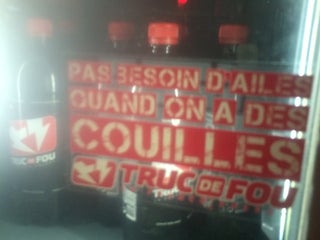 PAS BESOIN D'AILES
QUAND ON A DES
COUILLES
TRUC DE FOU
TRUC DE FOU